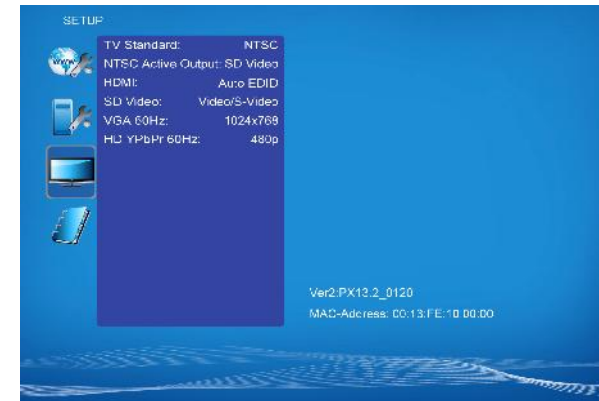 SETUP
www
TV Standard: NTSC
NTSC Active Output: SD Video
HDMI: Auto EDID
SD Video: Video/S-Video
VGA 60Hz: 1024x768
HD YPbPr 60Hz: 480p
Ver2:PX13.2_0120
MAC-Address: 00:13:FE:10:00:00